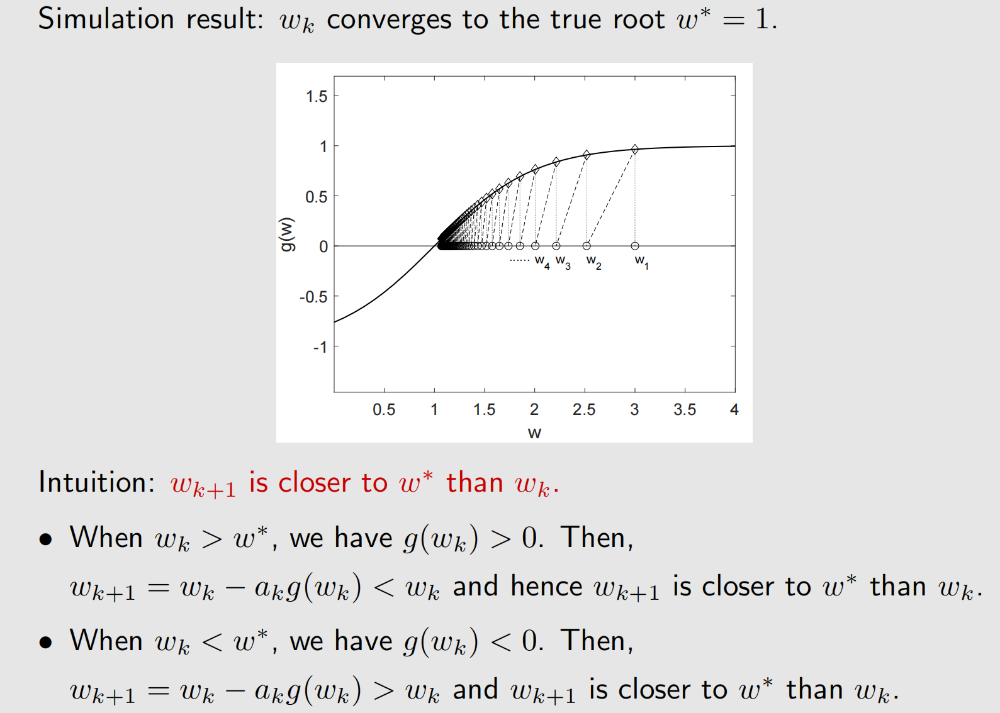 Simulation result: $w_k$ converges to the true root $w^* = 1$.
1.5
1
0.5
0
-0.5
-1
g(w)
...... w_4 w_3 w_2 w_1
0.5 1 1.5 2 2.5 3 3.5 4
w
Intuition: $w_{k+1}$ is closer to $w^*$ than $w_k$.
• When $w_k > w^*$, we have $g(w_k) > 0$. Then,
$w_{k+1} = w_k - a_k g(w_k) < w_k$ and hence $w_{k+1}$ is closer to $w^*$ than $w_k$.
• When $w_k < w^*$, we have $g(w_k) < 0$. Then,
$w_{k+1} = w_k - a_k g(w_k) > w_k$ and $w_{k+1}$ is closer to $w^*$ than $w_k$.